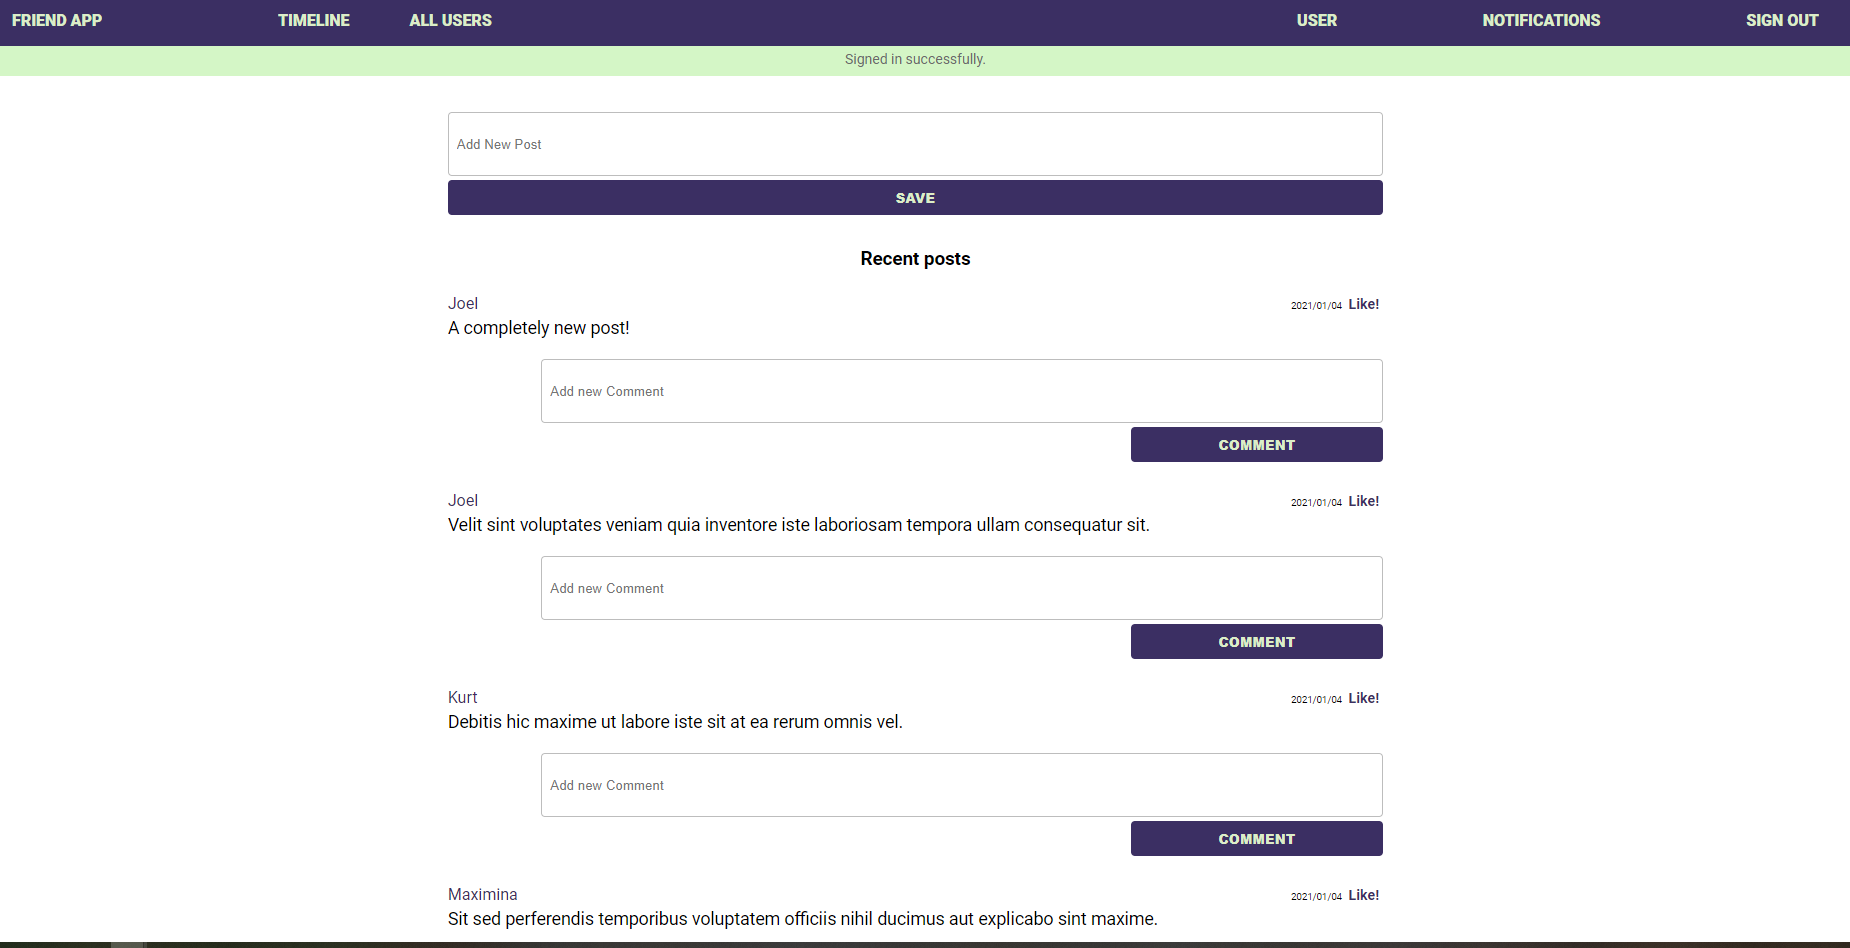 FRIEND APP TIMELINE ALL USERS USER NOTIFICATIONS SIGN OUT
Signed in successfully.
Add New Post
SAVE
Recent posts
Joel 2021/01/04 Like!
A completely new post!
Add new Comment
COMMENT
Joel 2021/01/04 Like!
Velit sint voluptates veniam quia inventore iste laboriosam tempora ullam consequatur sit.
Add new Comment
COMMENT
Kurt 2021/01/04 Like!
Debitis hic maxime ut labore iste sit at ea rerum omnis vel.
Add new Comment
COMMENT
Maximina 2021/01/04 Like!
Sit sed perferendis temporibus voluptatem officiis nihil ducimus aut explicabo sint maxime.